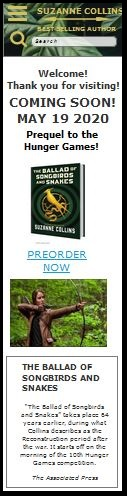 SUZANNE COLLINS
BEST-SELLING AUTHOR
Search
Welcome!
Thank you for visiting!
COMING SOON!
MAY 19 2020
Prequel to the
Hunger Games!
THE BALLAD OF
SONGBIRDS
AND SNAKES
SUZANNE
COLLINS
PREORDER
NOW
THE BALLAD OF
SONGBIRDS AND
SNAKES
"The Ballad of Songbirds
and Snakes" takes place 64
years earlier, during what
Collins describes as the
Reconstruction period after
the war. It starts off on the
morning of the 10th Hunger
Games competition.
The Associated Press